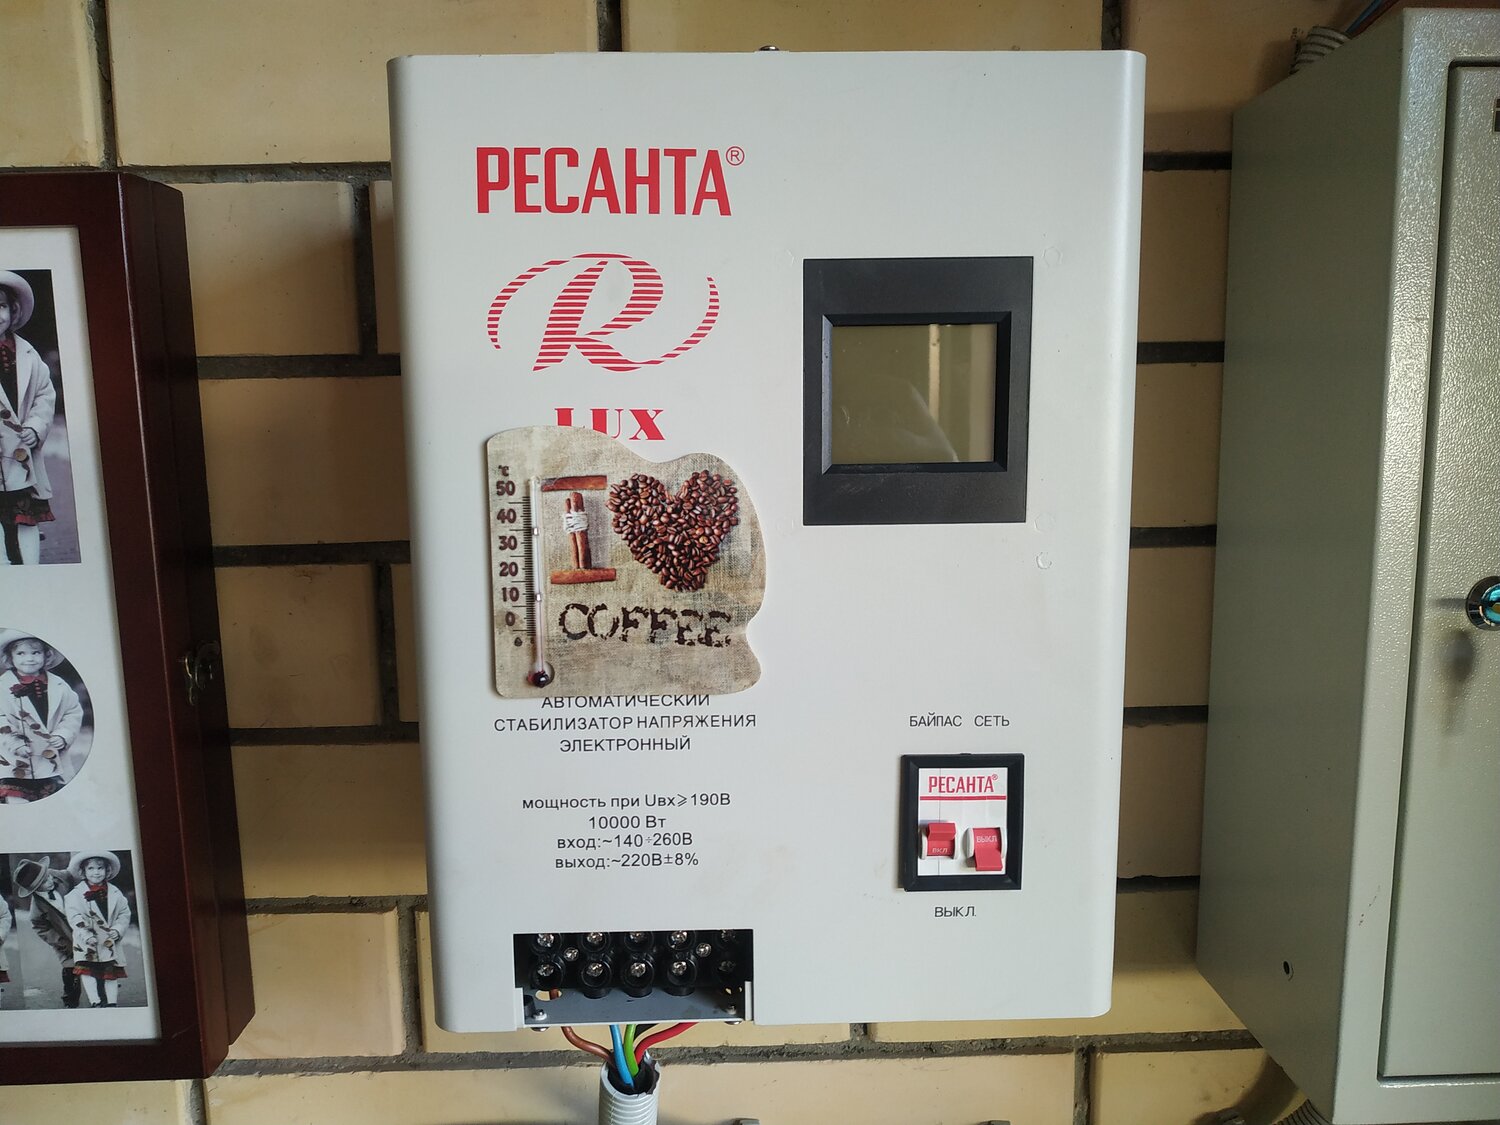 РЕСАНТА®
R
LUX
°C
50
40
30
20
10
0
I
COFFEE
АВТОМАТИЧЕСКИЙ
СТАБИЛИЗАТОР НАПРЯЖЕНИЯ
ЭЛЕКТРОННЫЙ
мощность при Uвх⩾190В
10000 Вт
вход:~140÷260В
выход:~220В±8%
БАЙПАС СЕТЬ
РЕСАНТА®
ВКЛ
ВЫКЛ
ВЫКЛ.